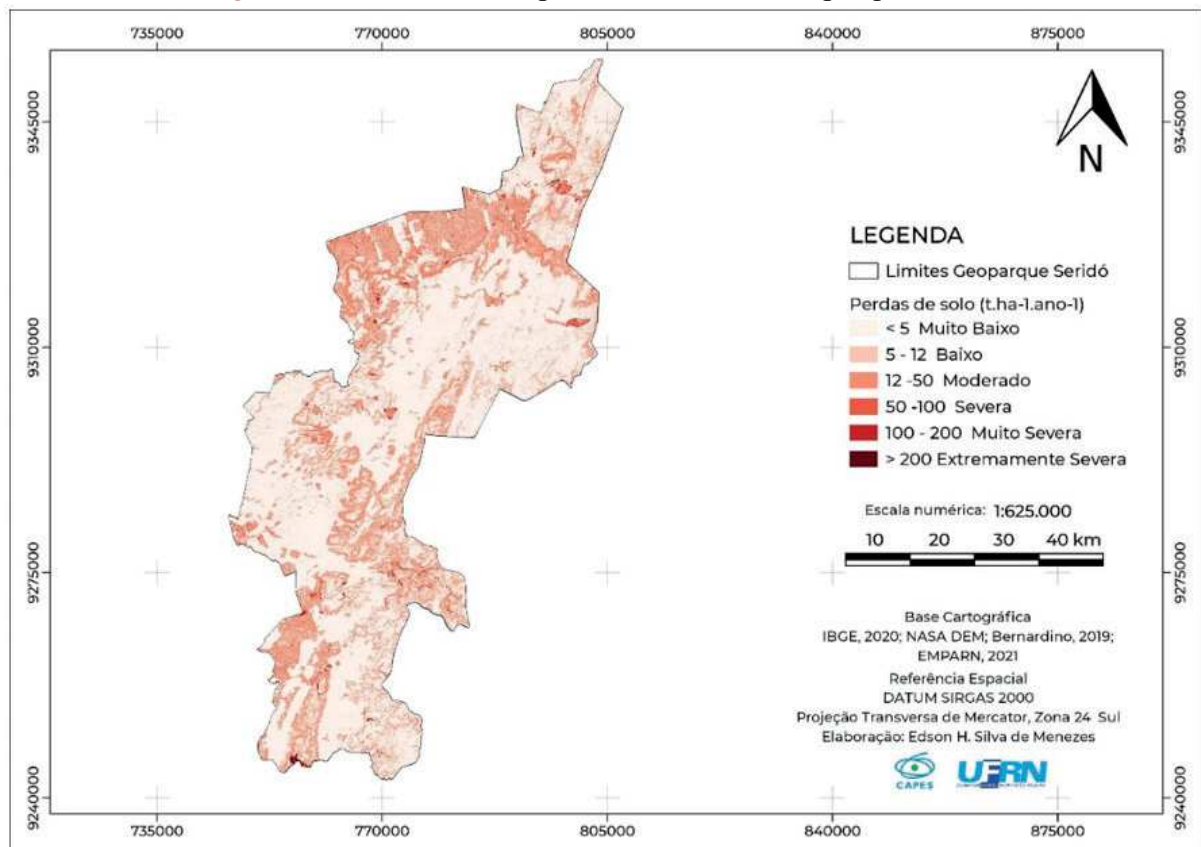 735000 770000 805000 840000 875000
9345000 9345000
N
LEGENDA
Limites Geoparque Seridó
Perdas de solo (t.ha-1.ano-1)
< 5 Muito Baixo
9310000 9310000
5 - 12 Baixo
12 -50 Moderado
50 -100 Severa
100 - 200 Muito Severa
> 200 Extremamente Severa
Escala numérica: 1:625.000
10 20 30 40 km
9275000 9275000
Base Cartográfica
IBGE, 2020; NASA DEM; Bernardino, 2019;
EMPARN, 2021
Referência Espacial
DATUM SIRGAS 2000
Projeção Transversa de Mercator, Zona 24 Sul
Elaboração: Edson H. Silva de Menezes
CAPES UFRN
9240000 9240000
735000 770000 805000 840000 875000